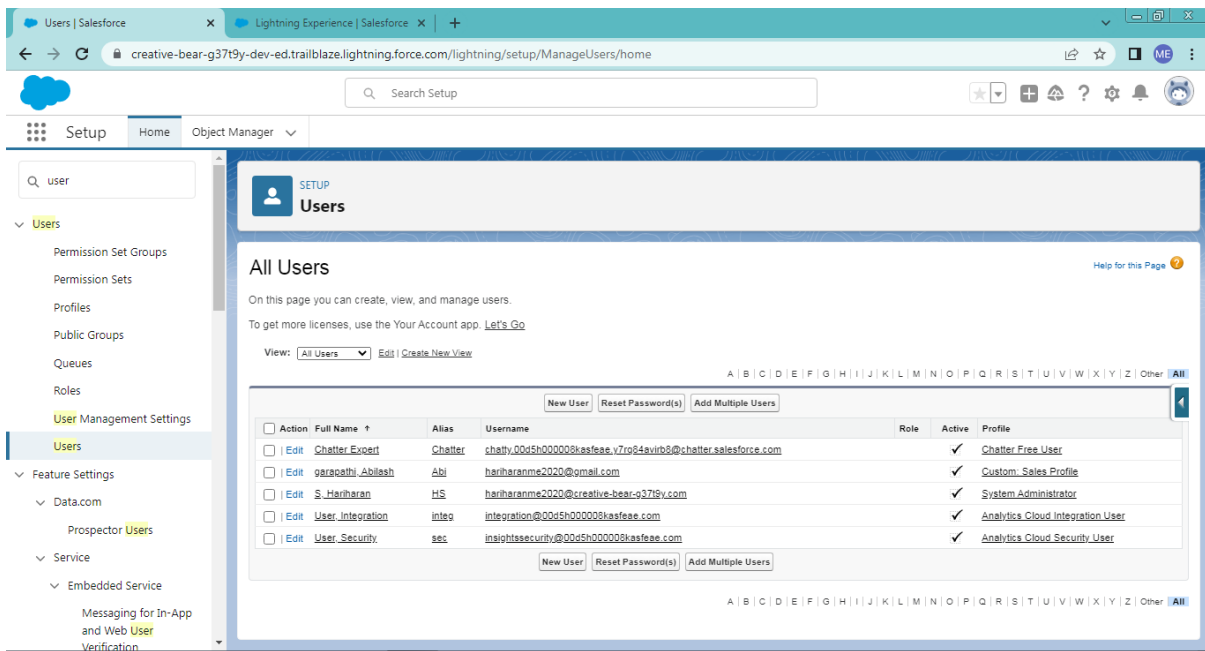 Users | Salesforce
Lightning Experience | Salesforce
creative-bear-g37t9y-dev-ed.trailblaze.lightning.force.com/lightning/setup/ManageUsers/home
ME
Search Setup
Setup Home Object Manager
user
Users
Permission Set Groups
Permission Sets
Profiles
Public Groups
Queues
Roles
User Management Settings
Users
Feature Settings
Data.com
Prospector Users
Service
Embedded Service
Messaging for In-App
and Web User
Verification
SETUP
Users
All Users
Help for this Page
On this page you can create, view, and manage users.
To get more licenses, use the Your Account app. Let's Go
View: All Users Edit | Create New View
A | B | C | D | E | F | G | H | I | J | K | L | M | N | O | P | Q | R | S | T | U | V | W | X | Y | Z | Other All
New User Reset Password(s) Add Multiple Users
Action Full Name ↑ Alias Username Role Active Profile
| Edit Chatter Expert Chatter chatty.00d5h000008kasfeae.y7rq84avirb8@chatter.salesforce.com Chatter Free User
| Edit garapathi, Abilash Abi hariharanme2020@gmail.com Custom: Sales Profile
| Edit S, Hariharan HS hariharanme2020@creative-bear-g37t9y.com System Administrator
| Edit User, Integration integ integration@00d5h000008kasfeae.com Analytics Cloud Integration User
| Edit User, Security sec insightssecurity@00d5h000008kasfeae.com Analytics Cloud Security User
New User Reset Password(s) Add Multiple Users
A | B | C | D | E | F | G | H | I | J | K | L | M | N | O | P | Q | R | S | T | U | V | W | X | Y | Z | Other All